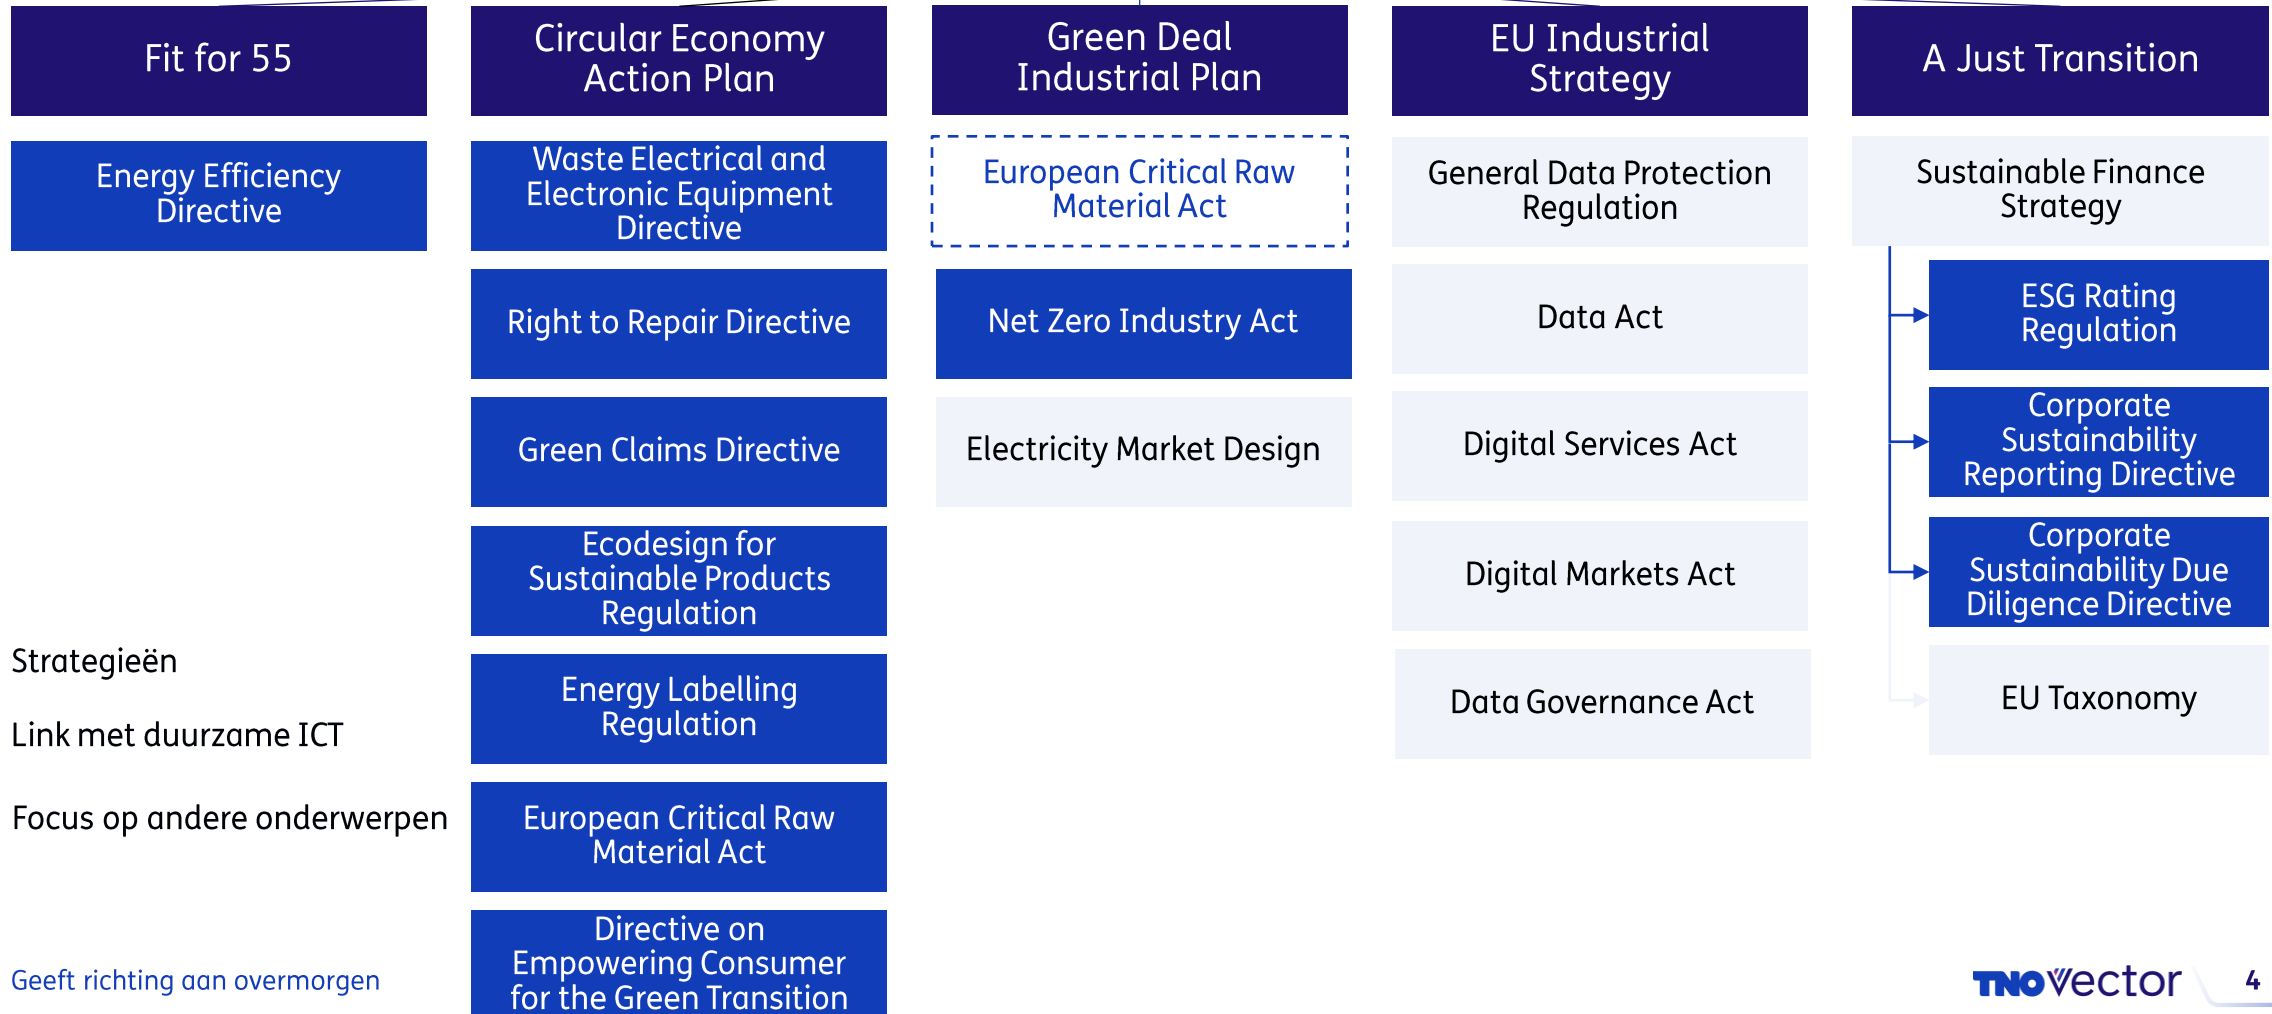 Fit for 55
Circular Economy
Action Plan
Green Deal
Industrial Plan
EU Industrial
Strategy
A Just Transition
Energy Efficiency
Directive
Waste Electrical and
Electronic Equipment
Directive
Right to Repair Directive
Green Claims Directive
Ecodesign for
Sustainable Products
Regulation
Energy Labelling
Regulation
European Critical Raw
Material Act
Directive on
Empowering Consumer
for the Green Transition
European Critical Raw
Material Act
Net Zero Industry Act
Electricity Market Design
General Data Protection
Regulation
Data Act
Digital Services Act
Digital Markets Act
Data Governance Act
Sustainable Finance
Strategy
ESG Rating
Regulation
Corporate
Sustainability
Reporting Directive
Corporate
Sustainability Due
Diligence Directive
EU Taxonomy
Strategieën
Link met duurzame ICT
Focus op andere onderwerpen
Geeft richting aan overmorgen
TNO Vector
4